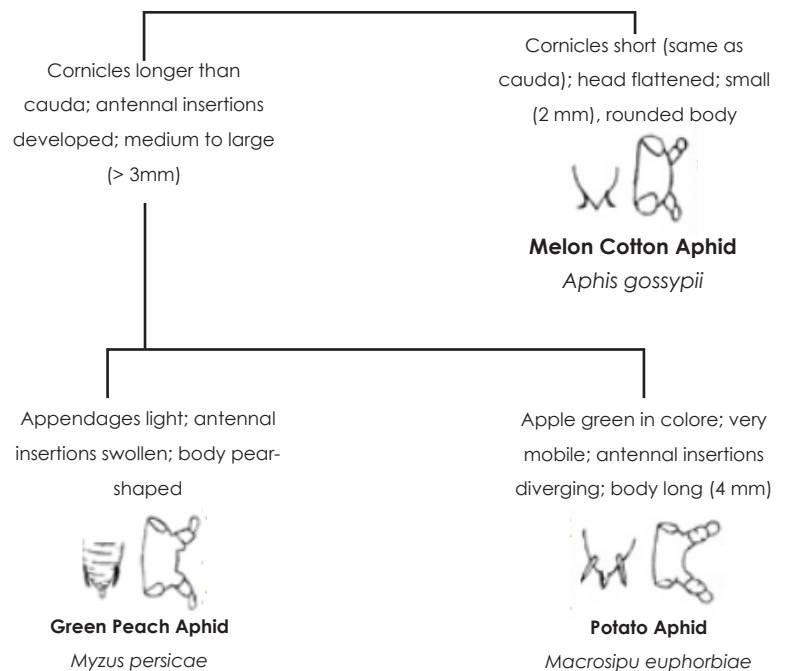 Cornicles longer than
cauda; antennal insertions
developed; medium to large
(> 3mm)
Cornicles short (same as
cauda); head flattened; small
(2 mm), rounded body
Melon Cotton Aphid
Aphis gossypii
Appendages light; antennal
insertions swollen; body pear-
shaped
Green Peach Aphid
Myzus persicae
Apple green in colore; very
mobile; antennal insertions
diverging; body long (4 mm)
Potato Aphid
Macrosipu euphorbiae